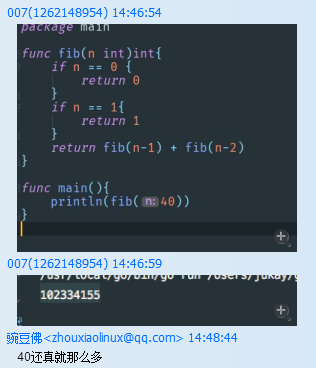 007(1262148954) 14:46:54
package main
func fib(n int)int{
if n == 0 {
return 0
}
if n == 1{
return 1
}
return fib(n-1) + fib(n-2)
}
func main(){
println(fib( n: 40))
}
007(1262148954) 14:46:59
/usr/local/go/bin/go run /Users/jukay/g
102334155
豌豆佛<zhouxiaolinux@qq.com> 14:48:44
40还真就那么多